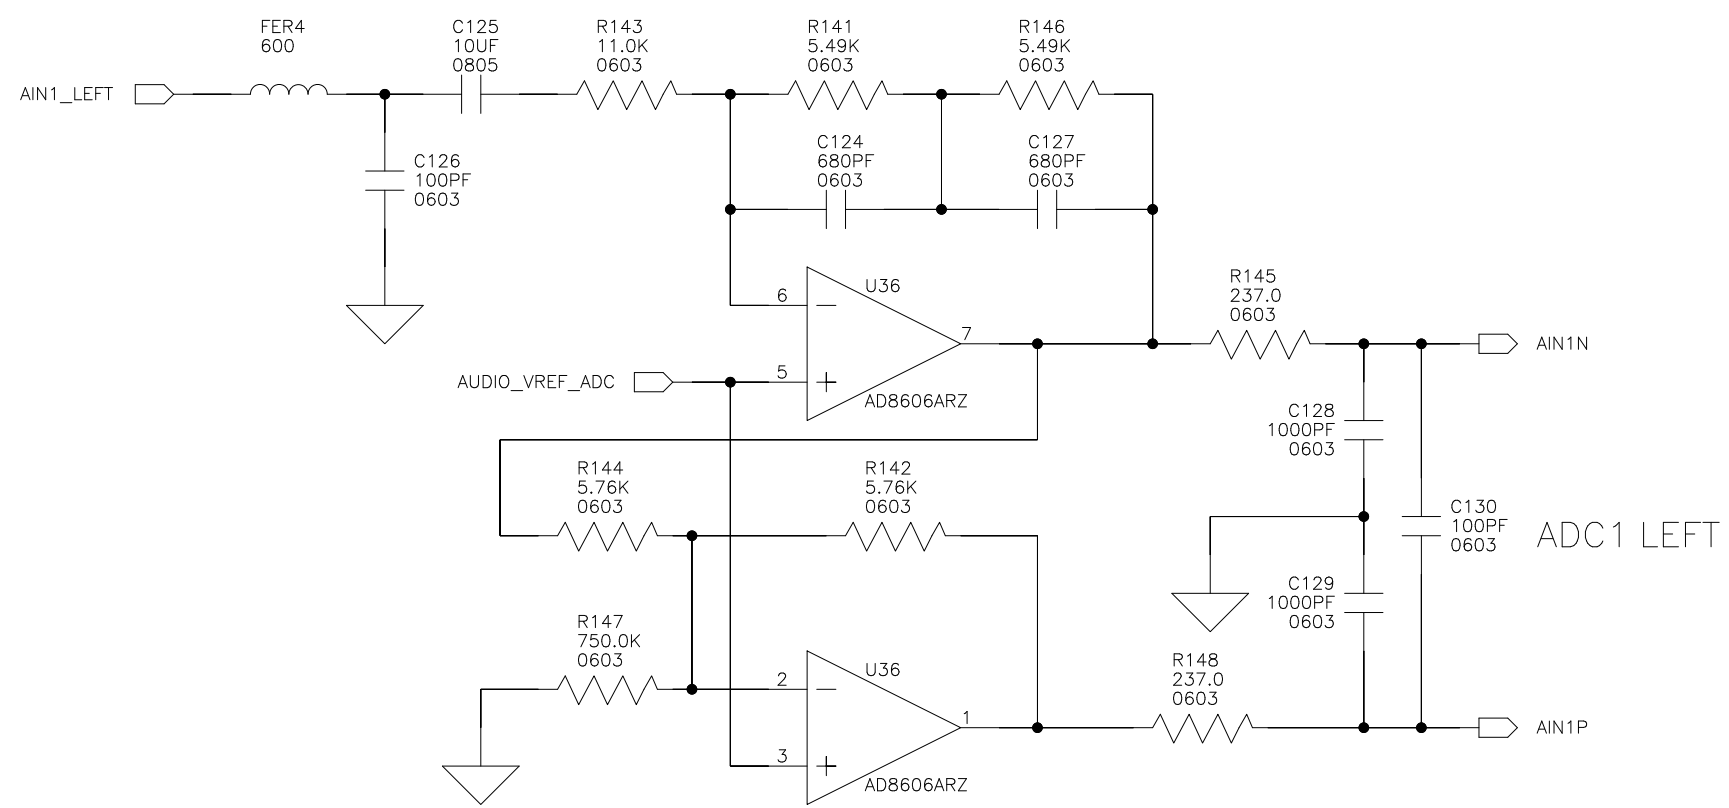 FER4
600
C125
10UF
0805
R143
11.0K
0603
R141
5.49K
0603
R146
5.49K
0603
AIN1_LEFT
C126
100PF
0603
C124
680PF
0603
C127
680PF
0603
U36
6
7
5
AD8606ARZ
AUDIO_VREF_ADC
R145
237.0
0603
AIN1N
C128
1000PF
0603
R144
5.76K
0603
R142
5.76K
0603
C130
100PF
0603
ADC1 LEFT
C129
1000PF
0603
R147
750.0K
0603
U36
2
1
3
AD8606ARZ
R148
237.0
0603
AIN1P